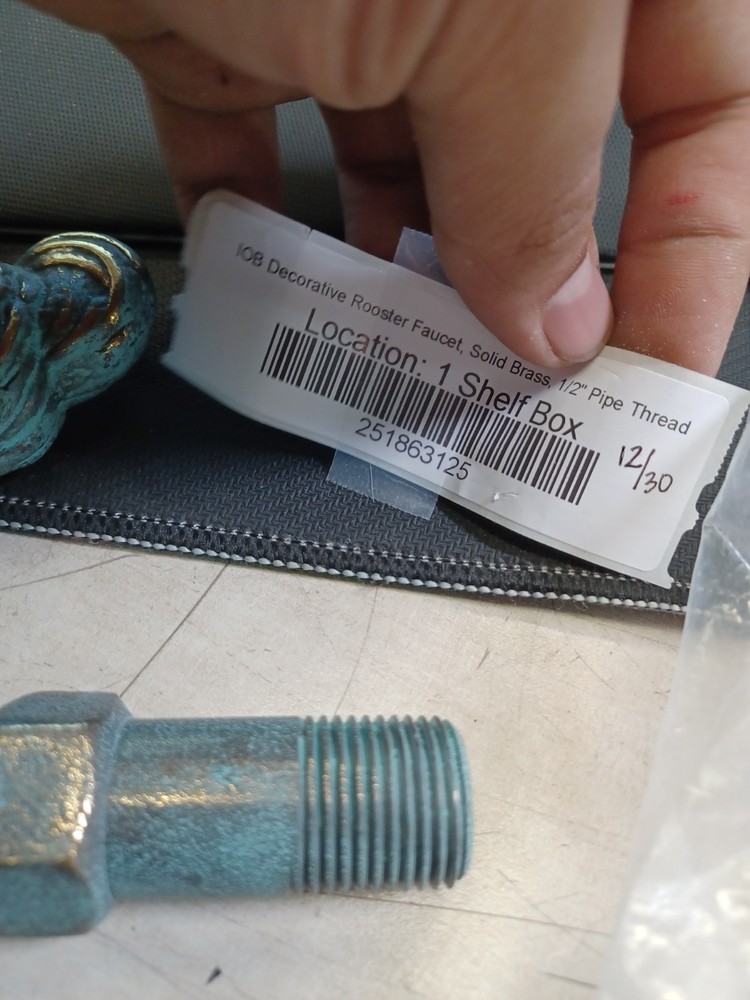 IOB Decorative Rooster Faucet, Solid Brass, 1/2" Pipe Thread
Location: 1 Shelf Box
251863125
12/30